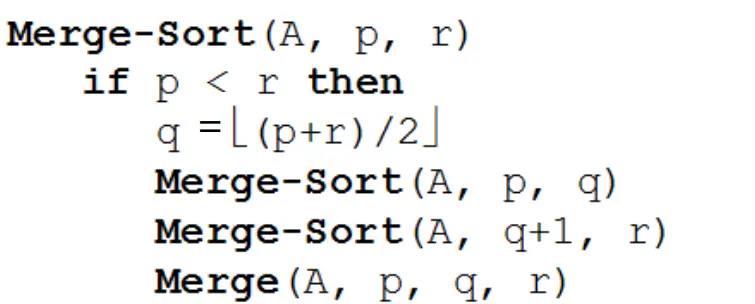 Merge-Sort(A, p, r)
if p < r then
q =⌊(p+r)/2⌋
Merge-Sort(A, p, q)
Merge-Sort(A, q+1, r)
Merge(A, p, q, r)